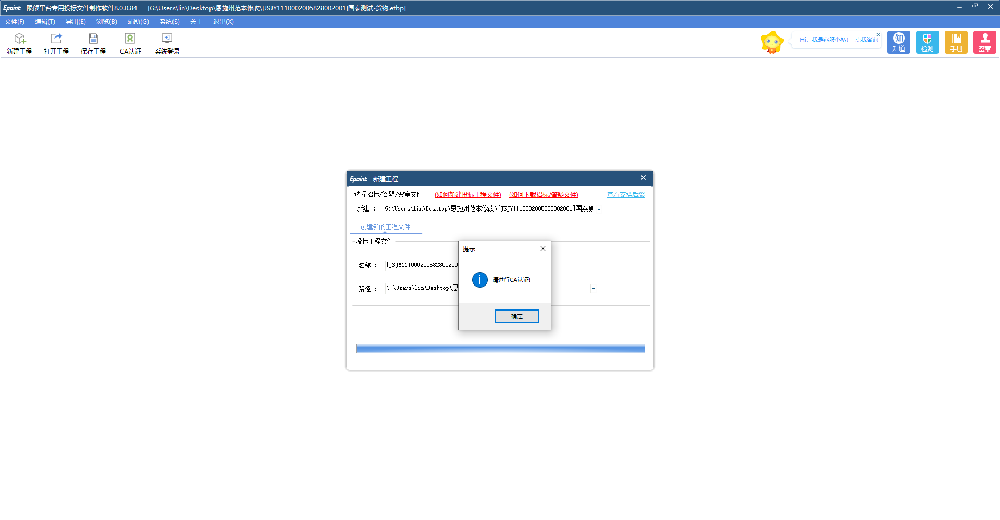 Epoint 限额平台专用投标文件制作软件8.0.0.84 [G:\Users\lin\Desktop\恩施州范本修改\[JSJY1110002005828002001]国泰测试-货物.etbp]
文件(F) 编辑(T) 导出(E) 浏览(B) 辅助(G) 系统(S) 关于 退出(X)
新建工程 打开工程 保存工程 CA认证 系统登录
Hi，我是客服小桥！ 点我咨询
知 知道 检测 手册 签章
Epoint 新建工程
选择招标/答疑/资审文件 (如何新建投标工程文件) (如何下载招标/答疑文件) 查看支持后缀
新建 ： G:\Users\lin\Desktop\恩施州范本修改\[JSJY1110002005828002001]国泰测
创建新的工程文件
投标工程文件
名称 ： [JSJY111000200582800200
路径 ： G:\Users\lin\Desktop\恩
提示
请进行CA认证!
确定